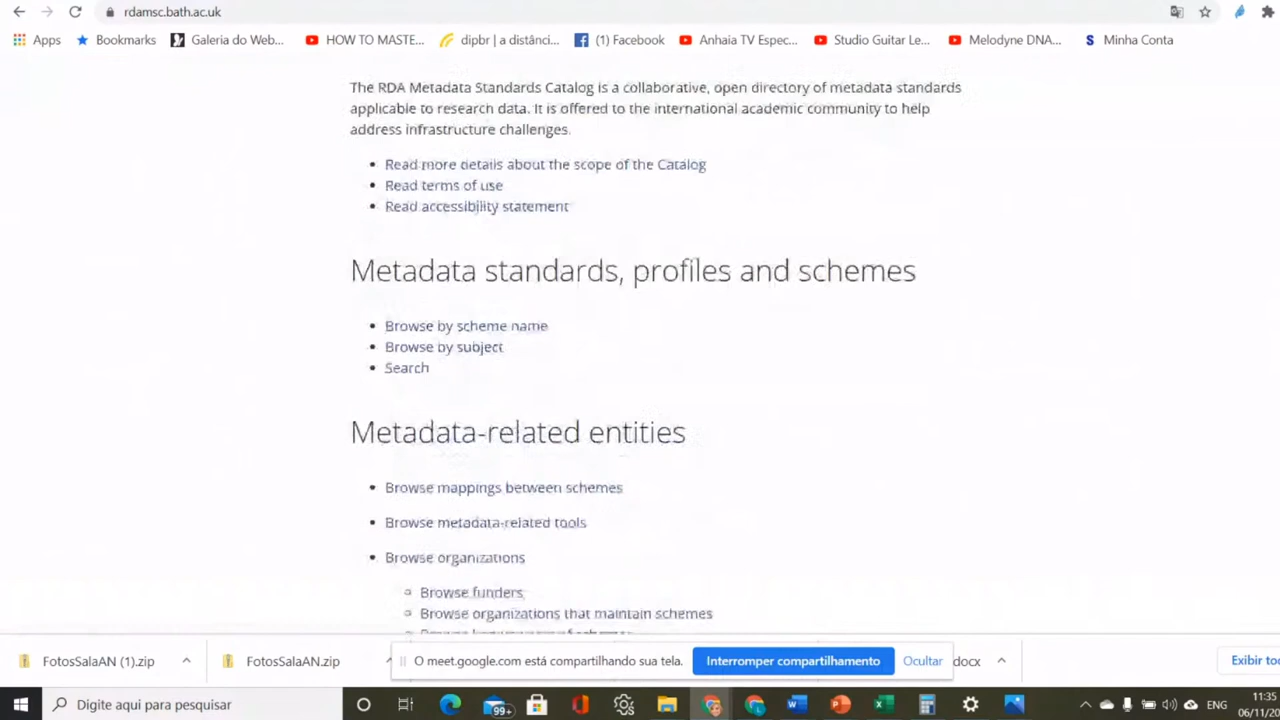 rdamsc.bath.ac.uk
Apps Bookmarks Galeria do Web... HOW TO MASTE... dipbr | a distânci... (1) Facebook Anhaia TV Espec... Studio Guitar Le... Melodyne DNA... S Minha Conta
The RDA Metadata Standards Catalog is a collaborative, open directory of metadata standards
applicable to research data. It is offered to the international academic community to help
address infrastructure challenges.
• Read more details about the scope of the Catalog
• Read terms of use
• Read accessibility statement
Metadata standards, profiles and schemes
• Browse by scheme name
• Browse by subject
• Search
Metadata-related entities
• Browse mappings between schemes
• Browse metadata-related tools
• Browse organizations
Browse funders
Browse organizations that maintain schemes
Browse
FotosSalaAN (1).zip FotosSalaAN.zip O meet.google.com está compartilhando sua tela. Interromper compartilhamento Ocultar docx Exibir to
Digite aqui para pesquisar 99+ ENG 11:35
06/11/20